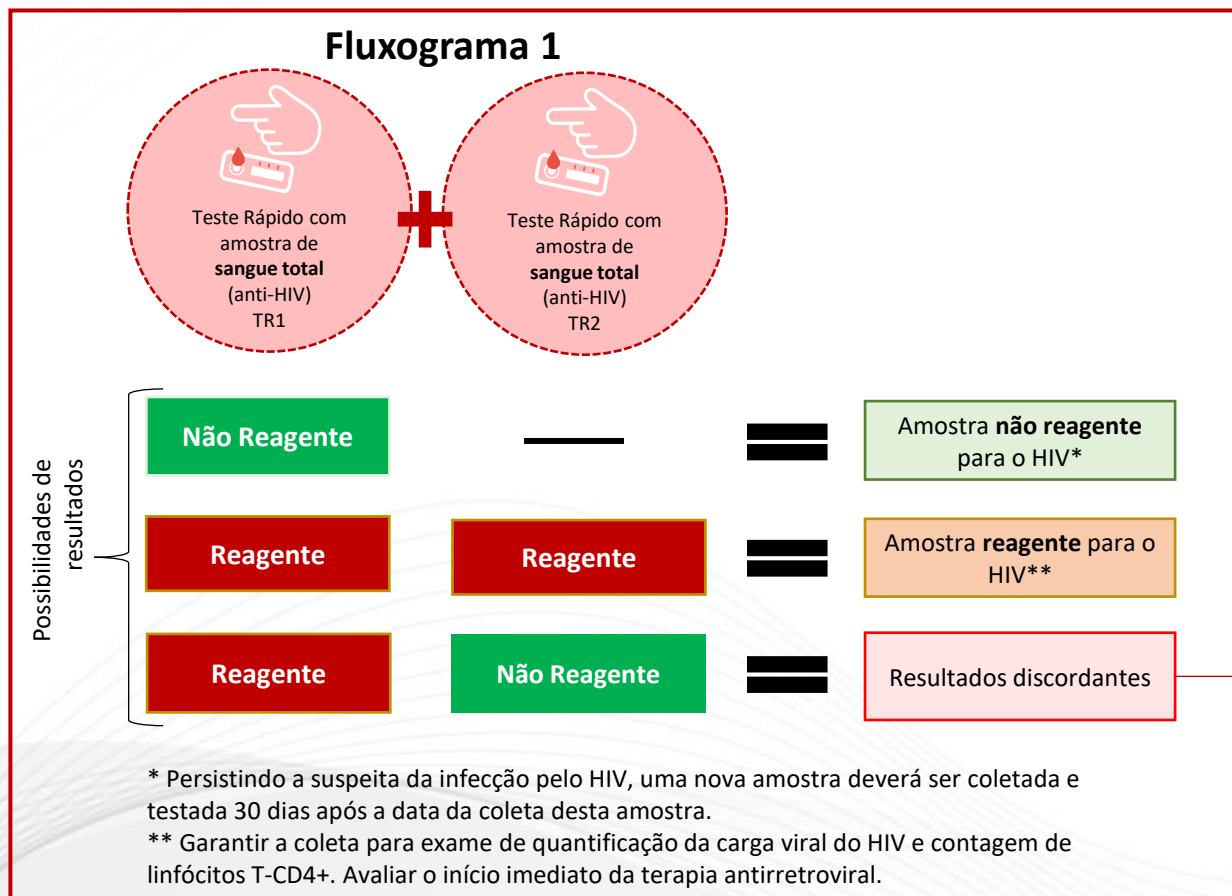 Fluxograma 1
Teste Rápido com
amostra de
sangue total
(anti-HIV)
TR1
Teste Rápido com
amostra de
sangue total
(anti-HIV)
TR2
Possibilidades de
resultados
Não Reagente
Amostra não reagente
para o HIV*
Reagente
Reagente
Amostra reagente para o
HIV**
Reagente
Não Reagente
Resultados discordantes
* Persistindo a suspeita da infecção pelo HIV, uma nova amostra deverá ser coletada e
testada 30 dias após a data da coleta desta amostra.
** Garantir a coleta para exame de quantificação da carga viral do HIV e contagem de
linfócitos T-CD4+. Avaliar o início imediato da terapia antirretroviral.